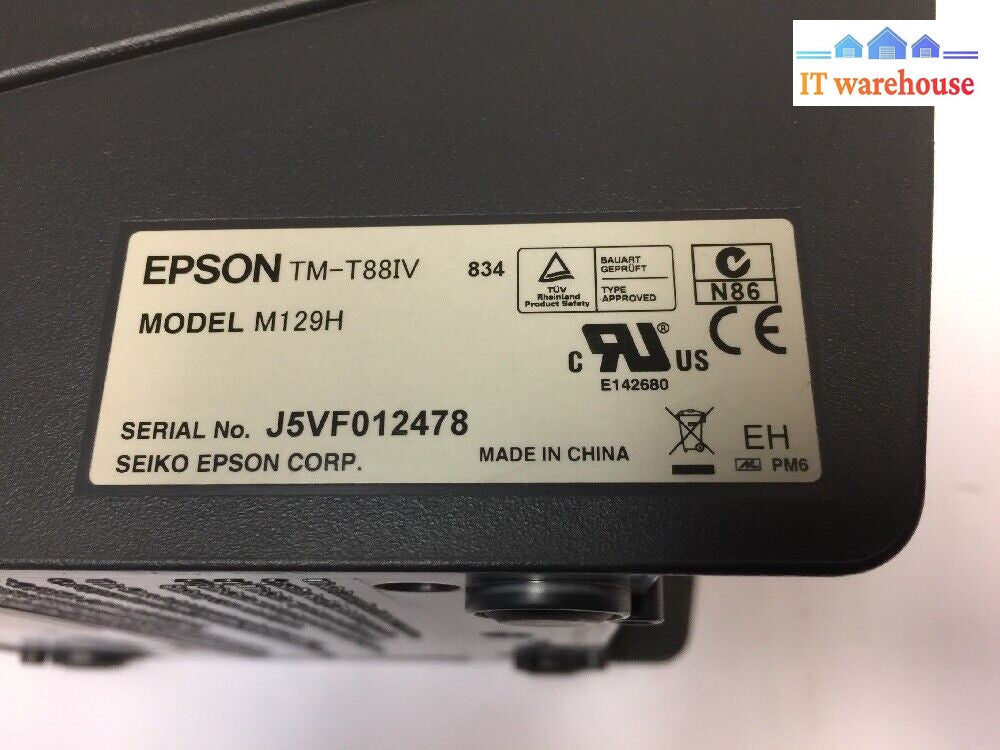 IT warehouse
EPSON TM-T88IV 834
MODEL M129H
TÜV
Rheinland
Product Safety
BAUART
GEPRÜFT
TYPE
APPROVED
N86
CE
c RU ® US
E142680
SERIAL No. J5VF012478
SEIKO EPSON CORP.
MADE IN CHINA
EH
PM6